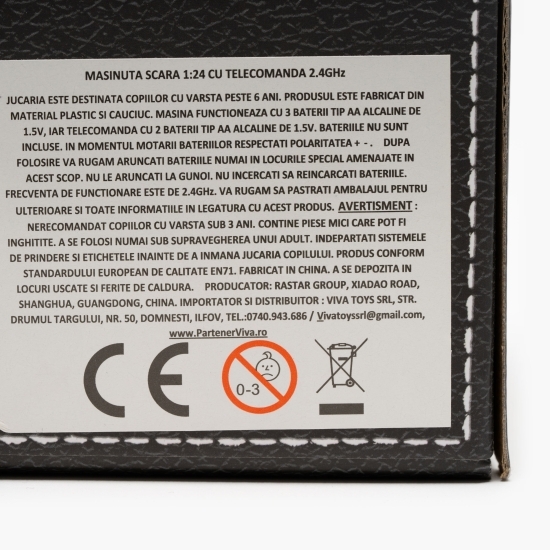 MASINUTA SCARA 1:24 CU TELECOMANDA 2.4GHz
JUCARIA ESTE DESTINATA COPIILOR CU VARSTA PESTE 6 ANI. PRODUSUL ESTE FABRICAT DIN
MATERIAL PLASTIC SI CAUCIUC. MASINA FUNCTIONEAZA CU 3 BATERII TIP AA ALCALINE DE
1.5V, IAR TELECOMANDA CU 2 BATERII TIP AA ALCALINE DE 1.5V. BATERIILE NU SUNT
INCLUSE. IN MOMENTUL MOTARII BATERIILOR RESPECTATI POLARITATEA + - . DUPA
FOLOSIRE VA RUGAM ARUNCATI BATERIILE NUMAI IN LOCURILE SPECIAL AMENAJATE IN
ACEST SCOP. NU LE ARUNCATI LA GUNOI. NU INCERCATI SA REINCARCATI BATERIILE.
FRECVENTA DE FUNCTIONARE ESTE DE 2.4GHz. VA RUGAM SA PASTRATI AMBALAJUL PENTRU
ULTERIOARE SI TOATE INFORMATIILE IN LEGATURA CU ACEST PRODUS. AVERTISMENT :
NERECOMANDAT COPIILOR CU VARSTA SUB 3 ANI. CONTINE PIESE MICI CARE POT FI
INGHITITE. A SE FOLOSI NUMAI SUB SUPRAVEGHEREA UNUI ADULT. INDEPARTATI SISTEMELE
DE PRINDERE SI ETICHETELE INAINTE DE A INMANA JUCARIA COPILULUI. PRODUS CONFORM
STANDARDULUI EUROPEAN DE CALITATE EN71. FABRICAT IN CHINA. A SE DEPOZITA IN
LOCURI USCATE SI FERITE DE CALDURA. PRODUCATOR: RASTAR GROUP, XIADAO ROAD,
SHANGHUA, GUANGDONG, CHINA. IMPORTATOR SI DISTRIBUITOR : VIVA TOYS SRL, STR.
DRUMUL TARGULUI, NR. 50, DOMNESTI, ILFOV, TEL.:0740.943.686 / Vivatoyssrl@gmail.com,
www.PartenerViva.ro
CE
0-3